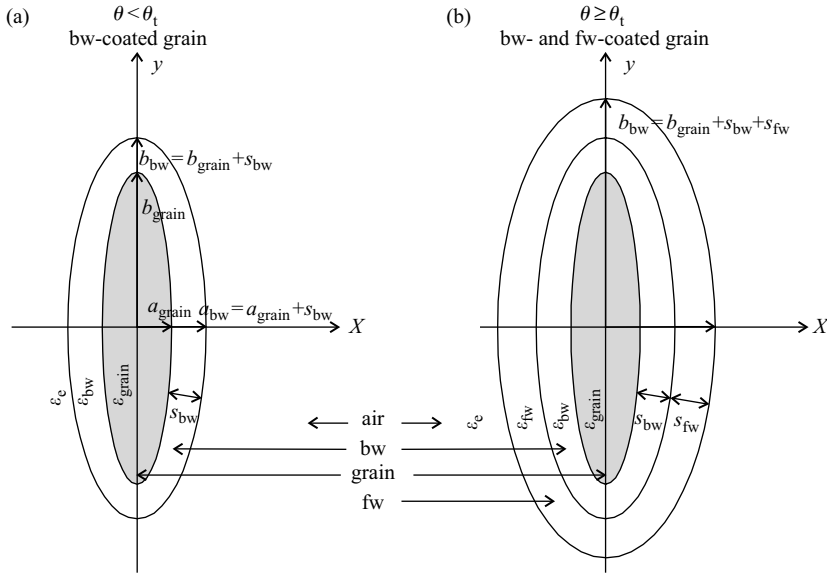 (a)
θ < θt
bw-coated grain
y
bbw = bgrain + sbw
bgrain
agrain
abw = agrain + sbw
X
εe
εbw
εgrain
sbw
(b)
θ ≥ θt
bw- and fw-coated grain
y
bbw = bgrain + sbw + sfw
X
εe
εfw
εbw
εgrain
sbw
sfw
air
bw
grain
fw